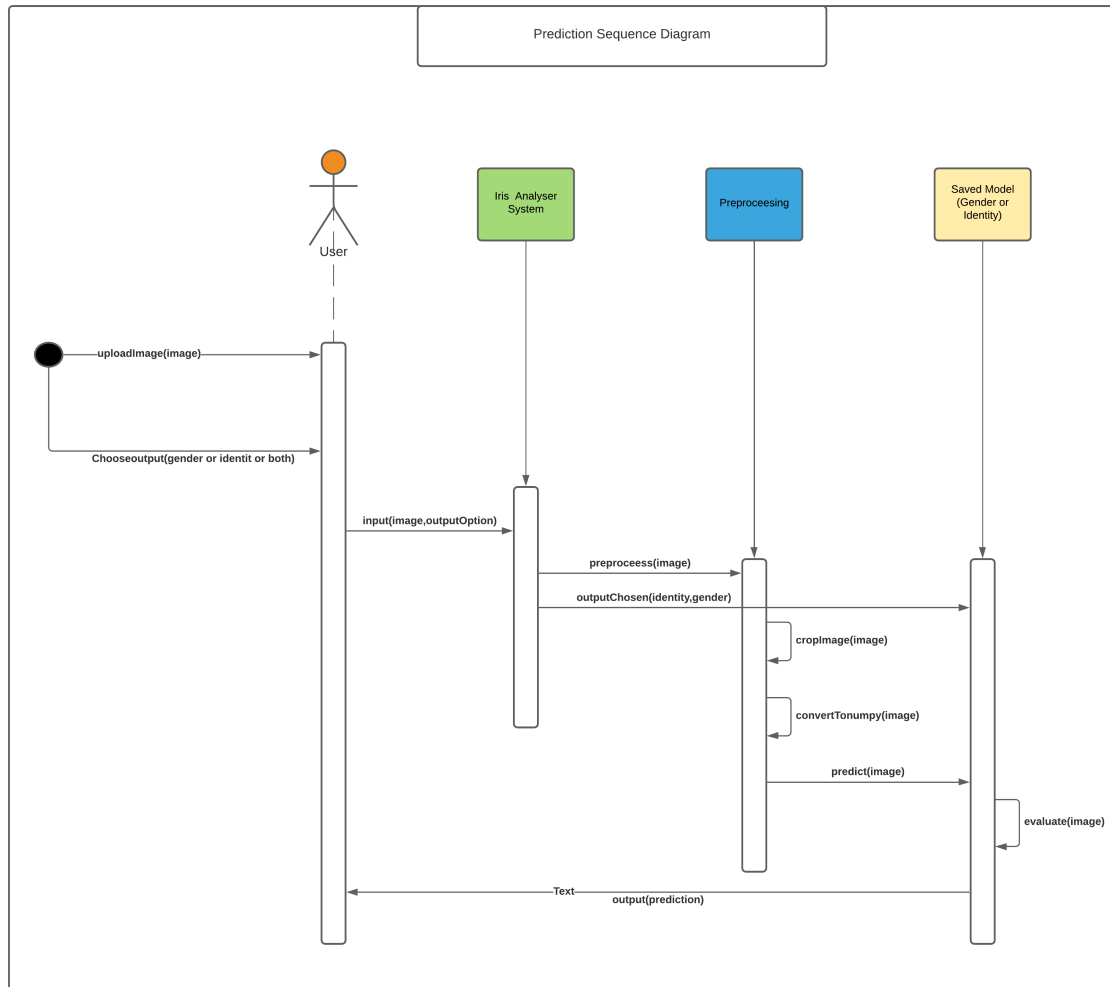 Prediction Sequence Diagram
Iris Analyser
System
Preproceesing
Saved Model
(Gender or
Identity)
User
uploadImage(image)
Chooseoutput(gender or identit or both)
input(image,outputOption)
preproceess(image)
outputChosen(identity,gender)
cropImage(image)
convertTonumpy(image)
predict(image)
evaluate(image)
Text
output(prediction)